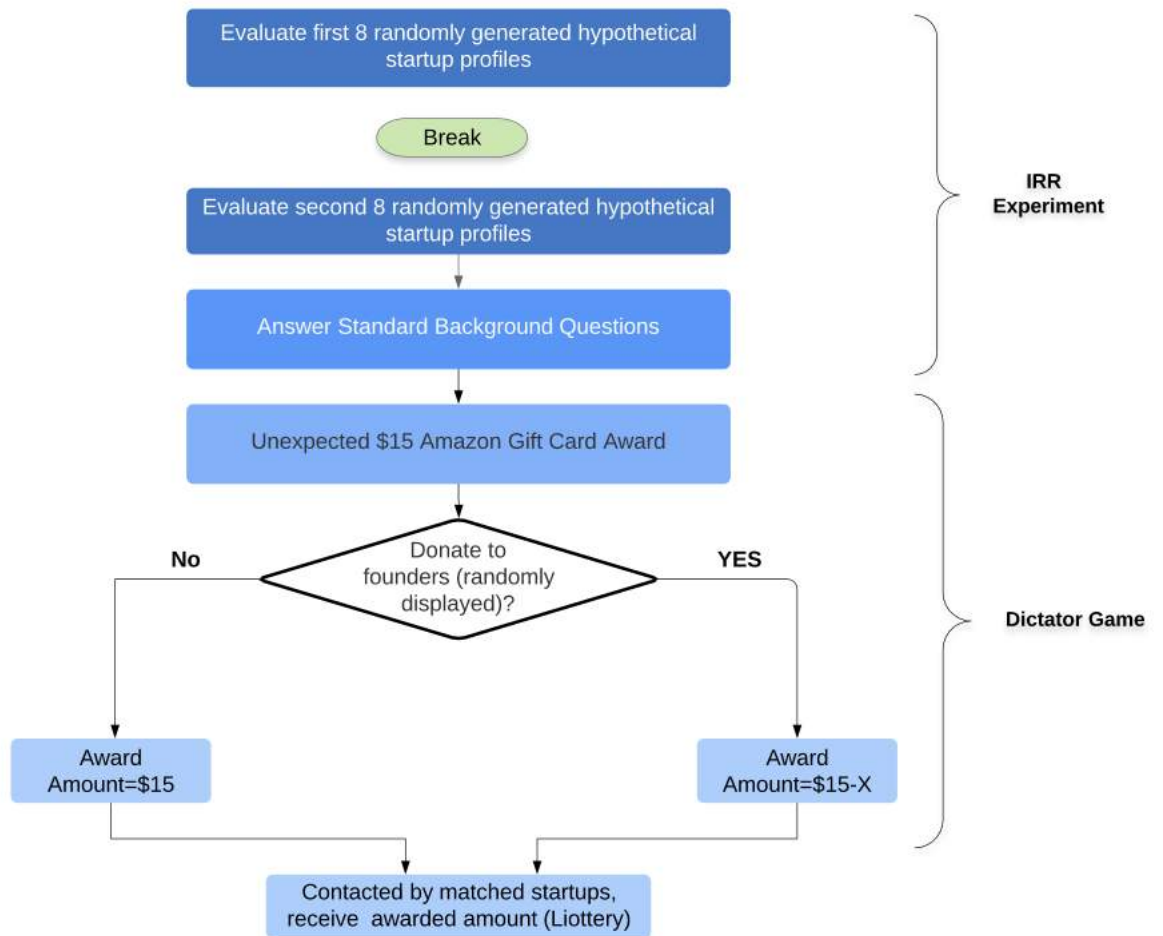 Evaluate first 8 randomly generated hypothetical
startup profiles
Break
Evaluate second 8 randomly generated hypothetical
startup profiles
IRR
Experiment
Answer Standard Background Questions
Unexpected $15 Amazon Gift Card Award
No
Donate to
founders (randomly
displayed)?
YES
Dictator Game
Award
Amount=$15
Award
Amount=$15-X
Contacted by matched startups,
receive awarded amount (Liottery)